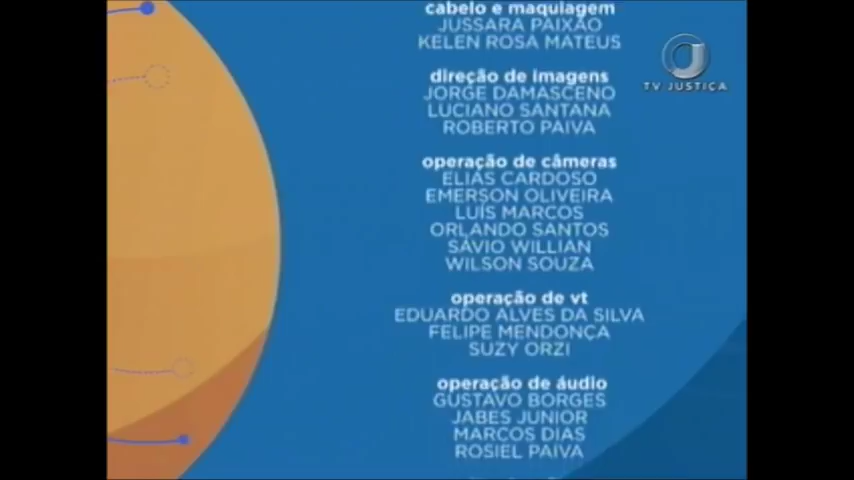 cabelo e maquiagem
JUSSARA PAIXÃO
KELEN ROSA MATEUS
TV JUSTIÇA
direção de imagens
JORGE DAMASCENO
LUCIANO SANTANA
ROBERTO PAIVA
operação de câmeras
ELIAS CARDOSO
EMERSON OLIVEIRA
LUÍS MARCOS
ORLANDO SANTOS
SÁVIO WILLIAN
WILSON SOUZA
operação de vt
EDUARDO ALVES DA SILVA
FELIPE MENDONÇA
SUZY ORZI
operação de áudio
GUSTAVO BORGES
JABES JUNIOR
MARCOS DIAS
ROSIEL PAIVA